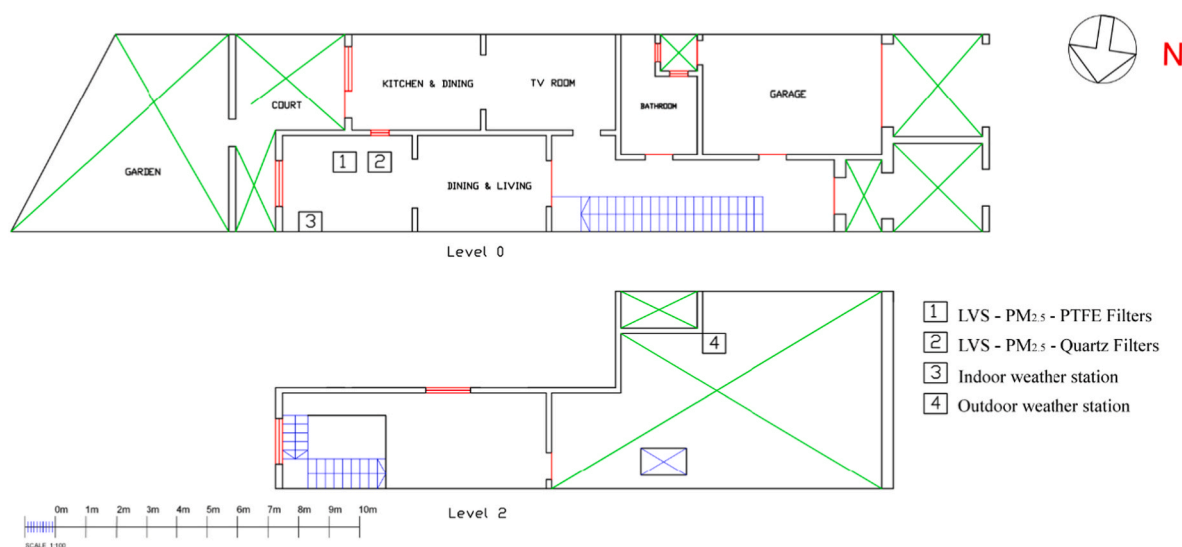 N
KITCHEN & DINING
TV ROOM
GARAGE
COURT
BATHROOM
GARDEN
1
2
DINING & LIVING
3
Level 0
4
1 LVS - PM2.5 - PTFE Filters
2 LVS - PM2.5 - Quartz Filters
3 Indoor weather station
4 Outdoor weather station
Level 2
0m 1m 2m 3m 4m 5m 6m 7m 8m 9m 10m
SCALE 1:100